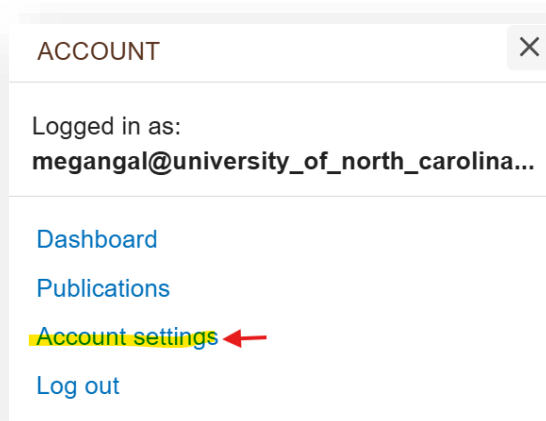 ACCOUNT
Logged in as:
megangal@university_of_north_carolina...
Dashboard
Publications
Account settings
Log out